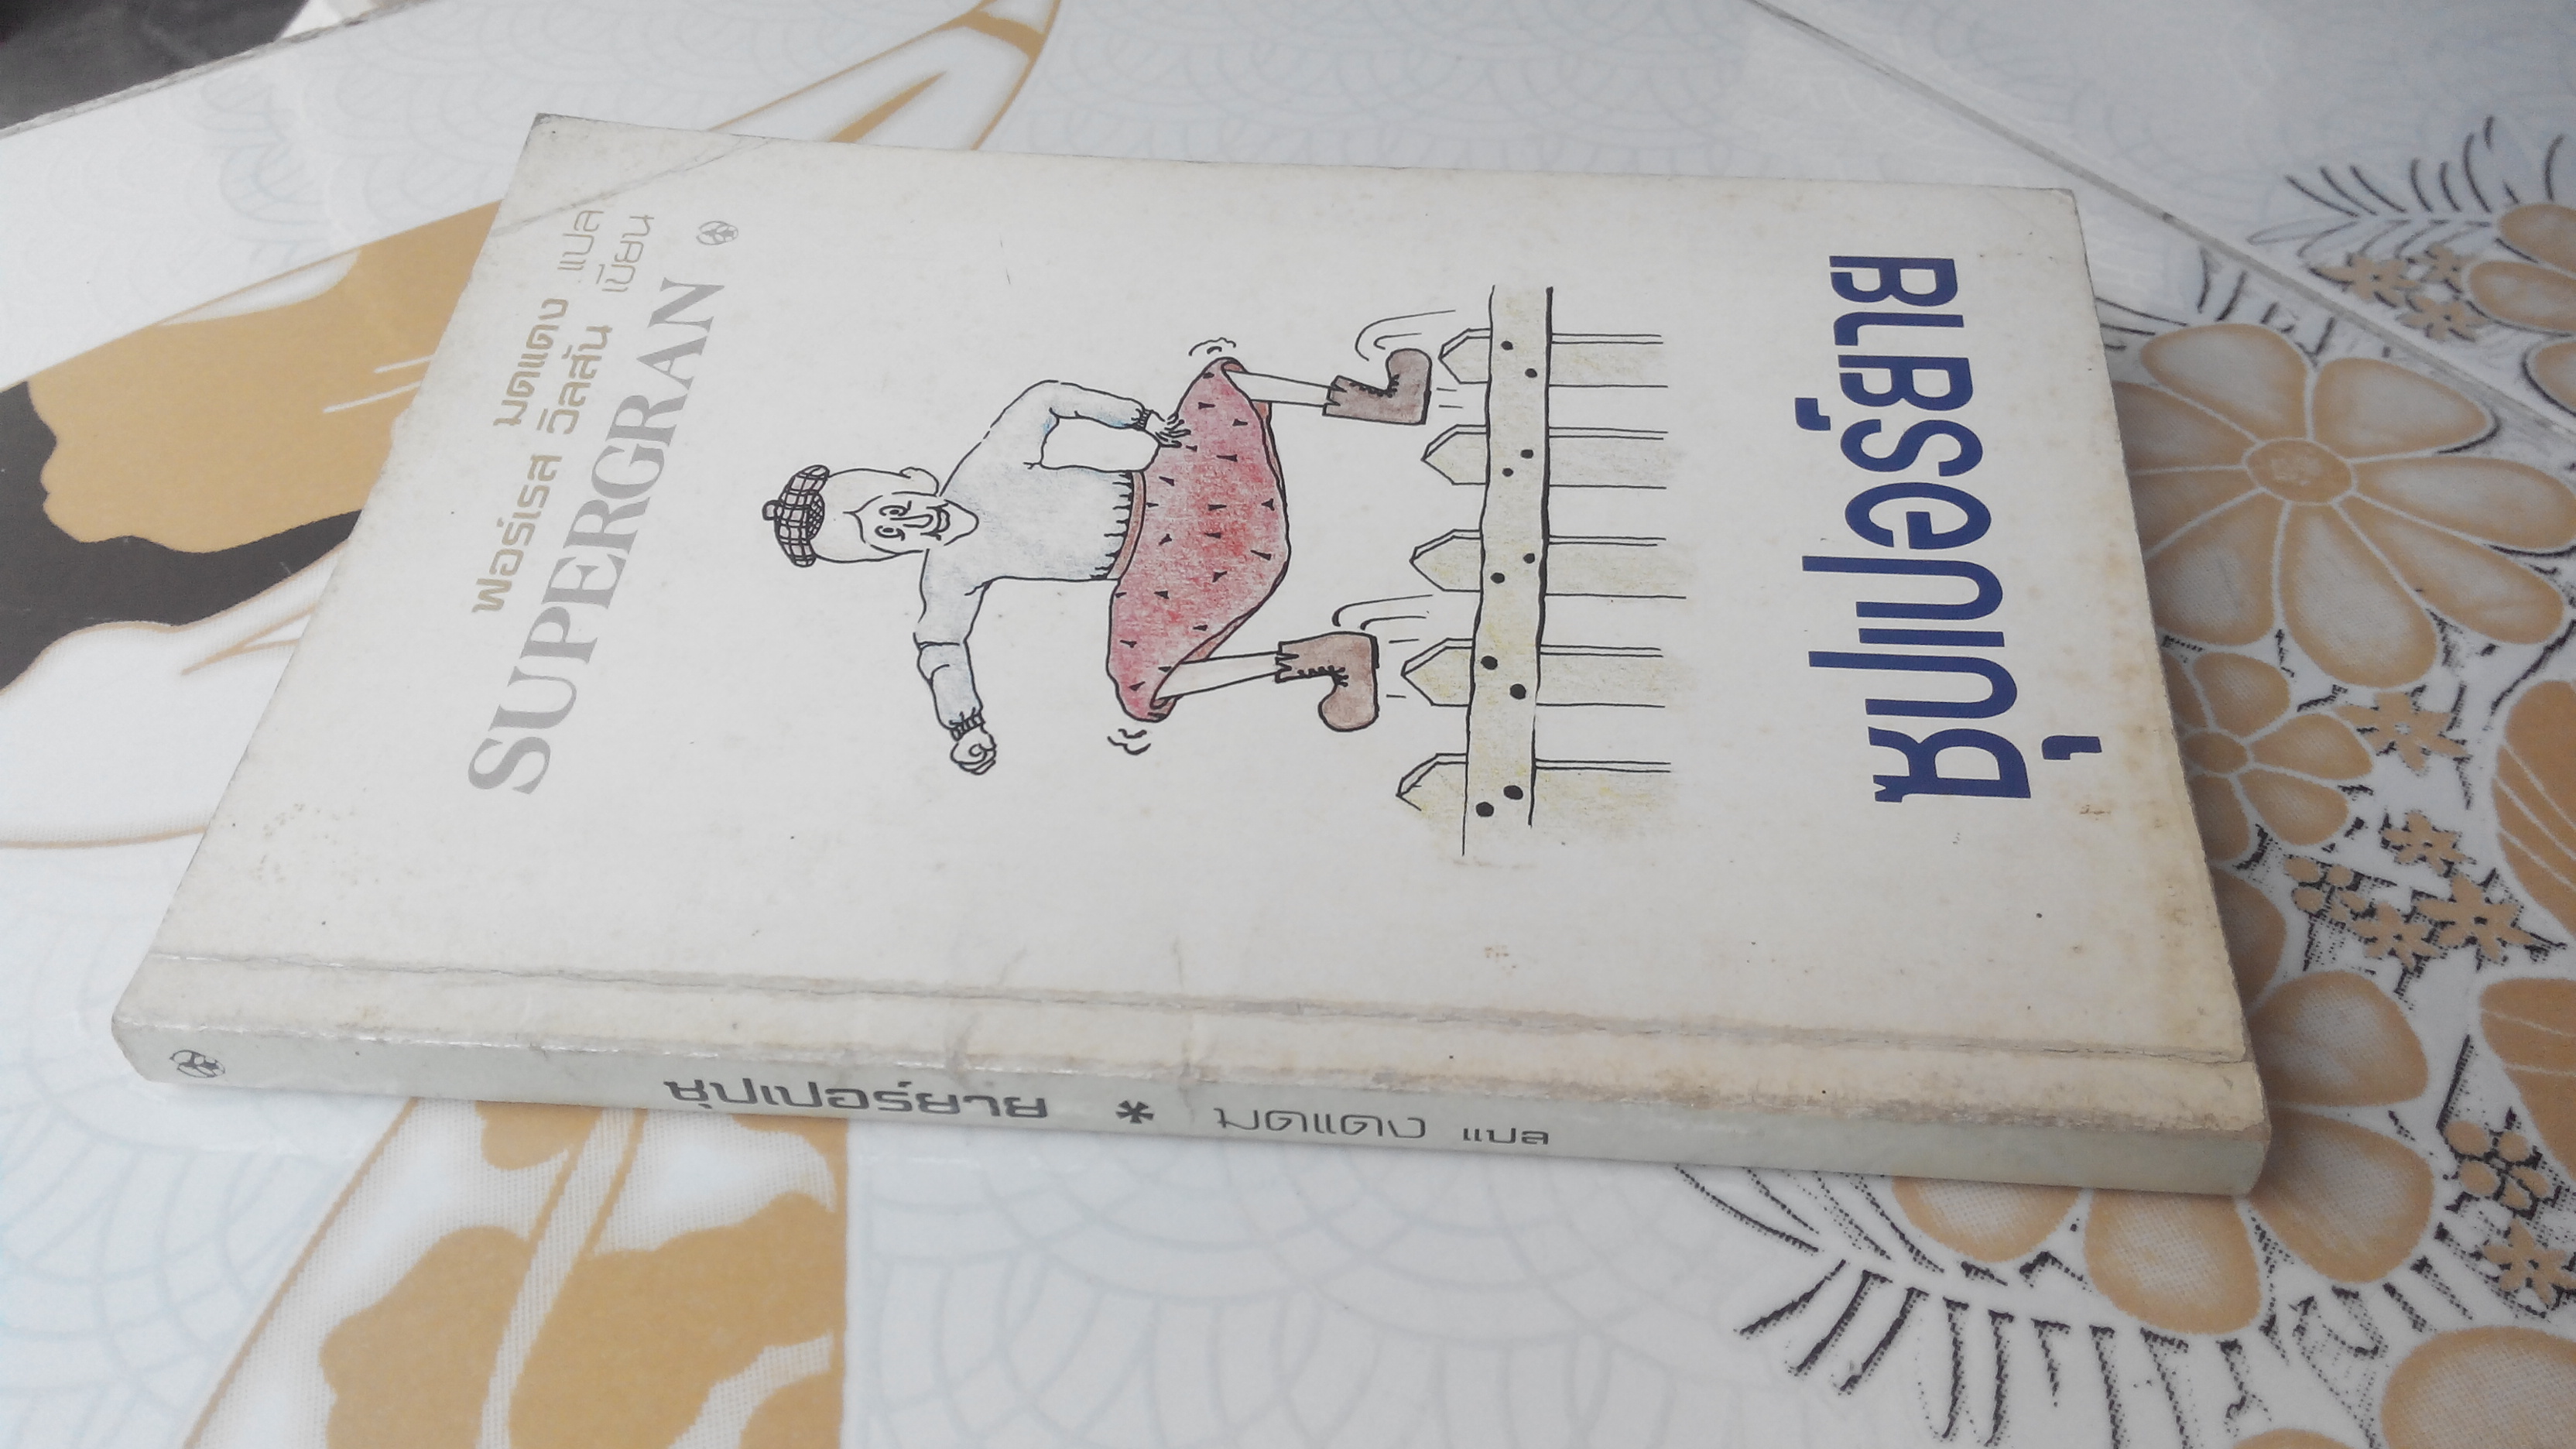 มดแดง แปล
ฟอร์เรส วิลสัน เขียน
SUPERGRAN
ซุปเปอร์ยาย
ซุปเปอร์ยาย * มดแดง แปล